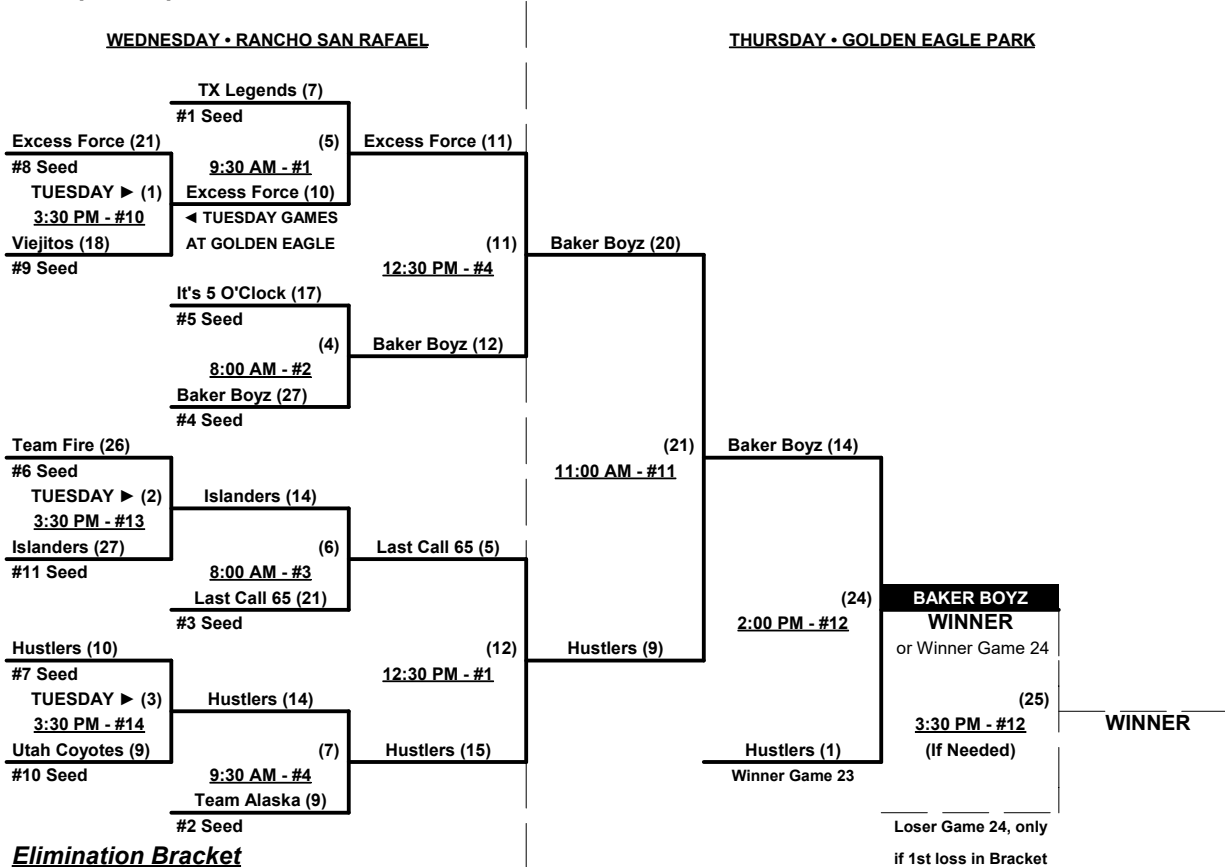 WEDNESDAY • RANCHO SAN RAFAEL
THURSDAY • GOLDEN EAGLE PARK
TX Legends (7)
#1 Seed
Excess Force (21)
(5)
Excess Force (11)
#8 Seed
9:30 AM - #1
TUESDAY ► (1)
Excess Force (10)
3:30 PM - #10
◄ TUESDAY GAMES
Viejitos (18)
AT GOLDEN EAGLE
(11)
Baker Boyz (20)
#9 Seed
12:30 PM - #4
It's 5 O'Clock (17)
#5 Seed
(4)
Baker Boyz (12)
8:00 AM - #2
Baker Boyz (27)
#4 Seed
Team Fire (26)
(21)
Baker Boyz (14)
#6 Seed
11:00 AM - #11
TUESDAY ► (2)
Islanders (14)
3:30 PM - #13
Islanders (27)
(6)
Last Call 65 (5)
#11 Seed
8:00 AM - #3
Last Call 65 (21)
(24)
BAKER BOYZ
#3 Seed
2:00 PM - #12
WINNER
Hustlers (10)
(12)
Hustlers (9)
or Winner Game 24
#7 Seed
12:30 PM - #1
TUESDAY ► (3)
Hustlers (14)
(25)
3:30 PM - #14
3:30 PM - #12
WINNER
Utah Coyotes (9)
(7)
Hustlers (15)
Hustlers (1)
(If Needed)
#10 Seed
9:30 AM - #4
Winner Game 23
Team Alaska (9)
#2 Seed
Loser Game 24, only
Elimination Bracket
if 1st loss in Bracket